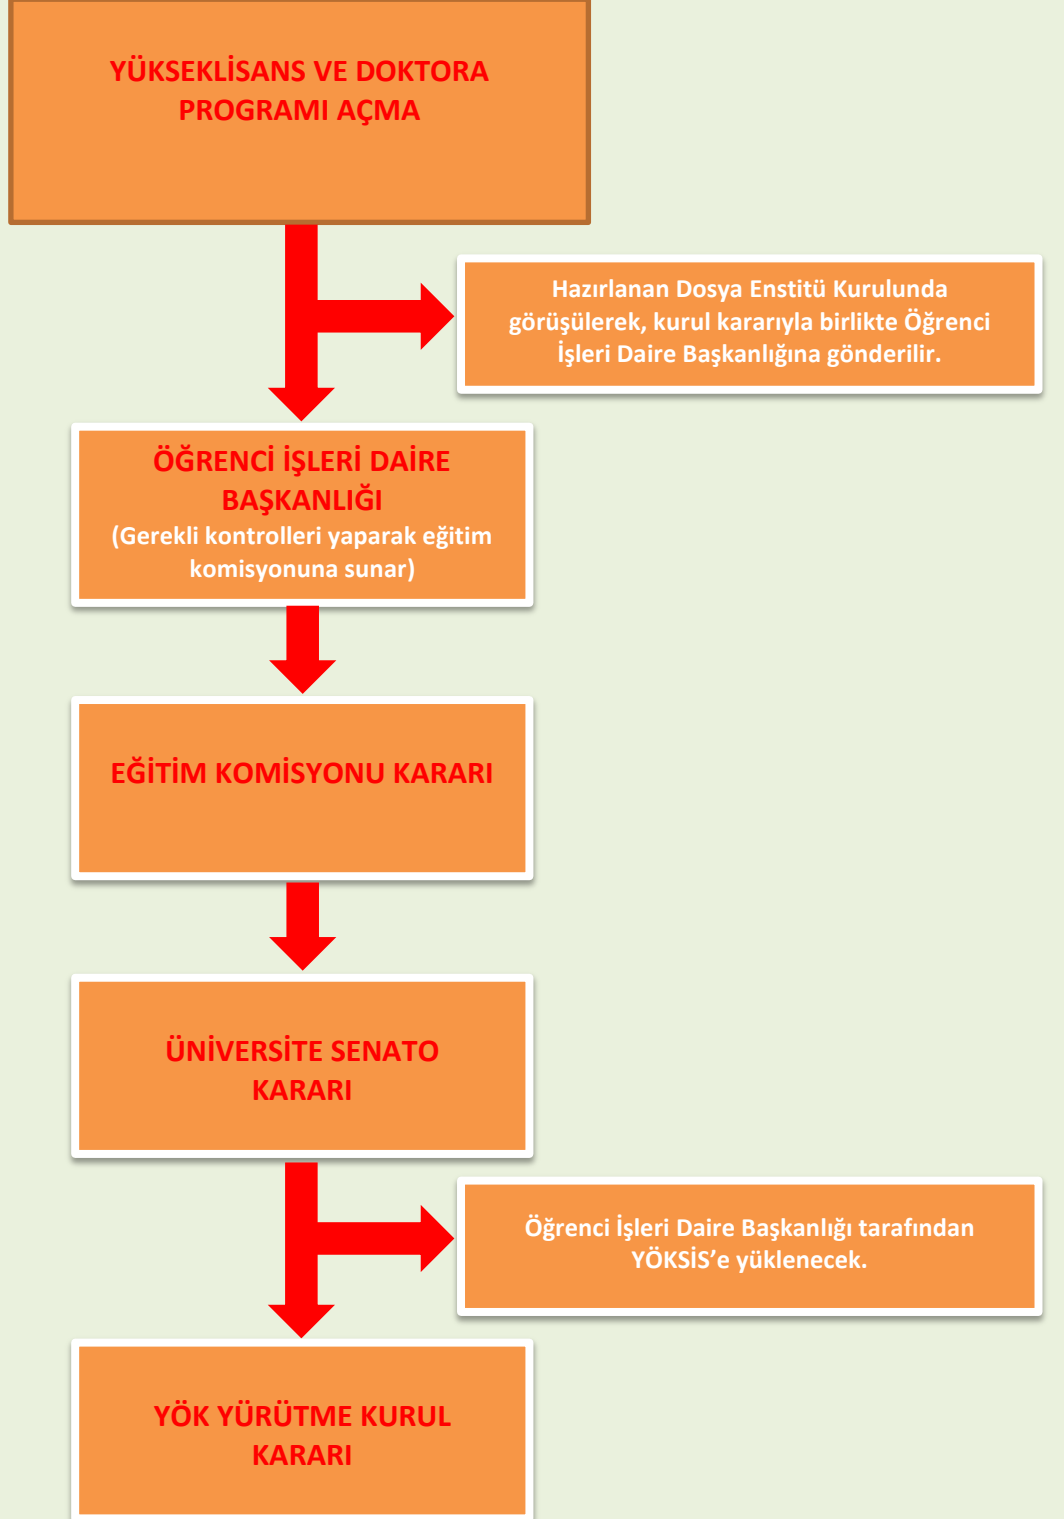 YÜKSEKLİSANS VE DOKTORA
PROGRAMI AÇMA
Hazırlanan Dosya Enstitü Kurulunda
görüşülerek, kurul kararıyla birlikte Öğrenci
İşleri Daire Başkanlığına gönderilir.
ÖĞRENCİ İŞLERİ DAİRE
BAŞKANLIĞI
(Gerekli kontrolleri yaparak eğitim
komisyonuna sunar)
EĞİTİM KOMİSYONU KARARI
ÜNİVERSİTE SENATO
KARARI
Öğrenci İşleri Daire Başkanlığı tarafından
YÖKSİS’e yüklenecek.
YÖK YÜRÜTME KURUL
KARARI